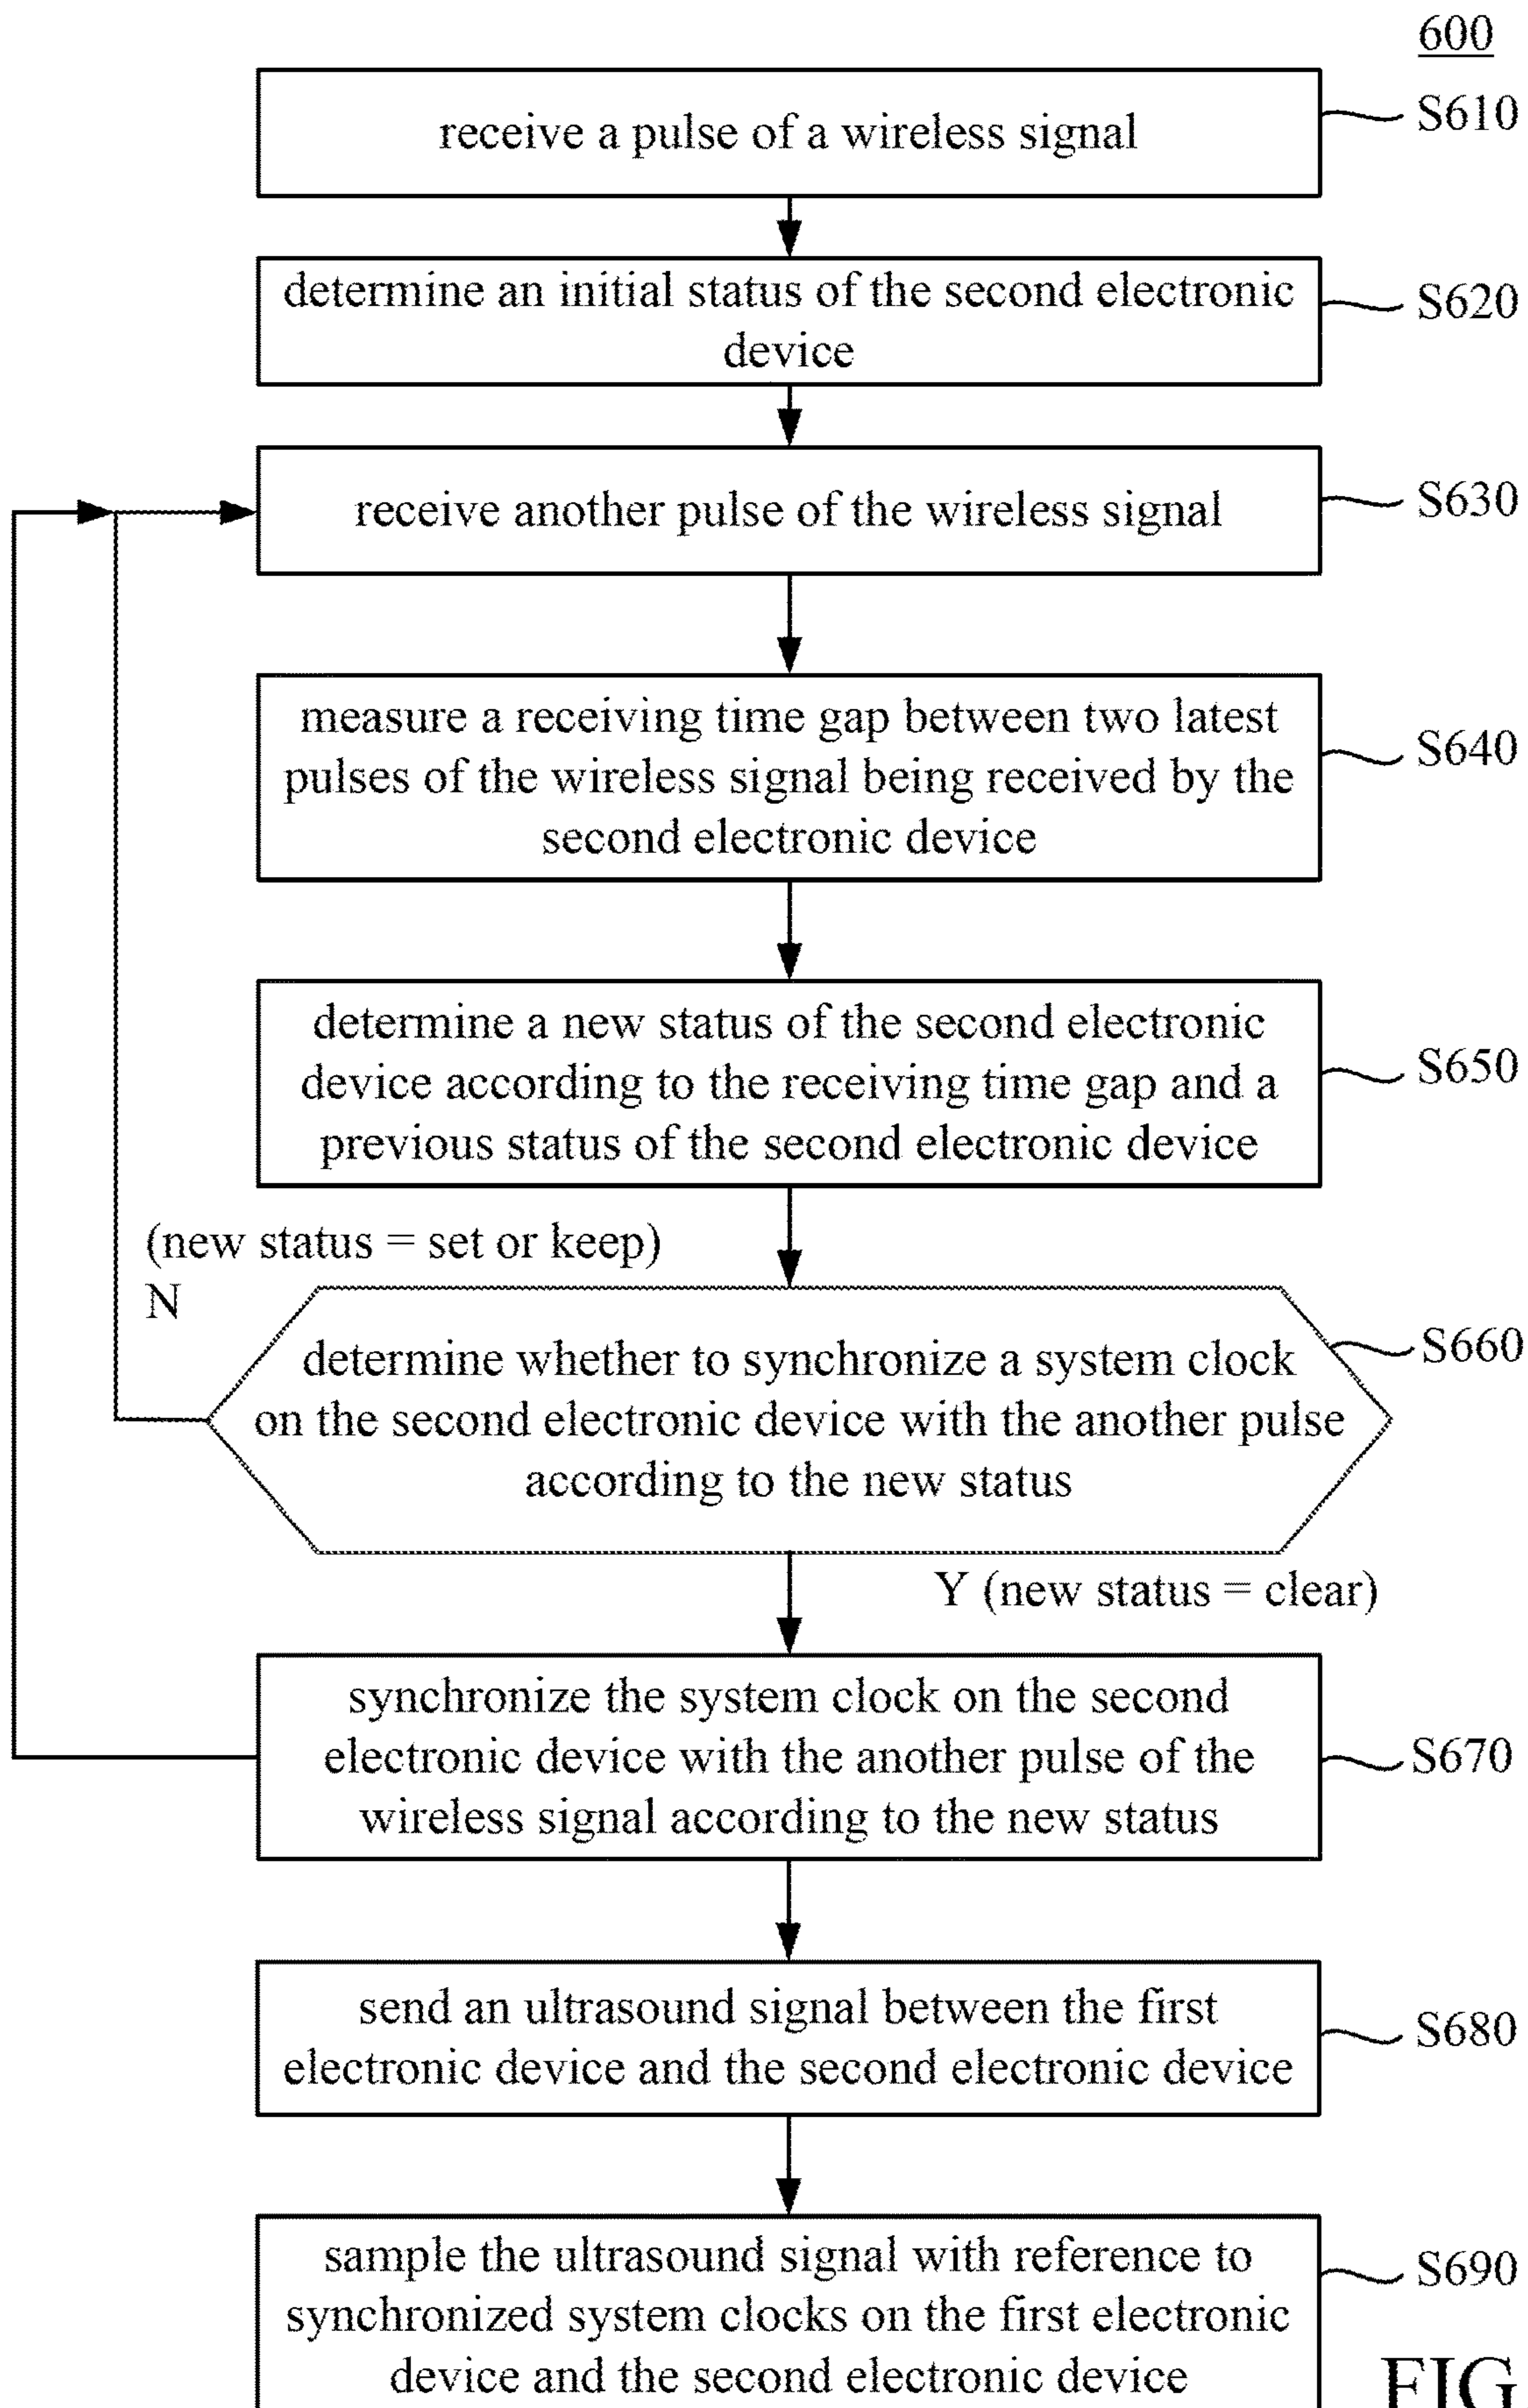 600
receive a pulse of a wireless signal
S610
determine an initial status of the second electronic
device
S620
receive another pulse of the wireless signal
S630
measure a receiving time gap between two latest
pulses of the wireless signal being received by the
second electronic device
S640
determine a new status of the second electronic
device according to the receiving time gap and a
previous status of the second electronic device
S650
(new status = set or keep)
N
determine whether to synchronize a system clock
on the second electronic device with the another pulse
according to the new status
S660
Y (new status = clear)
synchronize the system clock on the second
electronic device with the another pulse of the
wireless signal according to the new status
S670
send an ultrasound signal between the first
electronic device and the second electronic device
S680
sample the ultrasound signal with reference to
synchronized system clocks on the first electronic
device and the second electronic device
S690
FIG